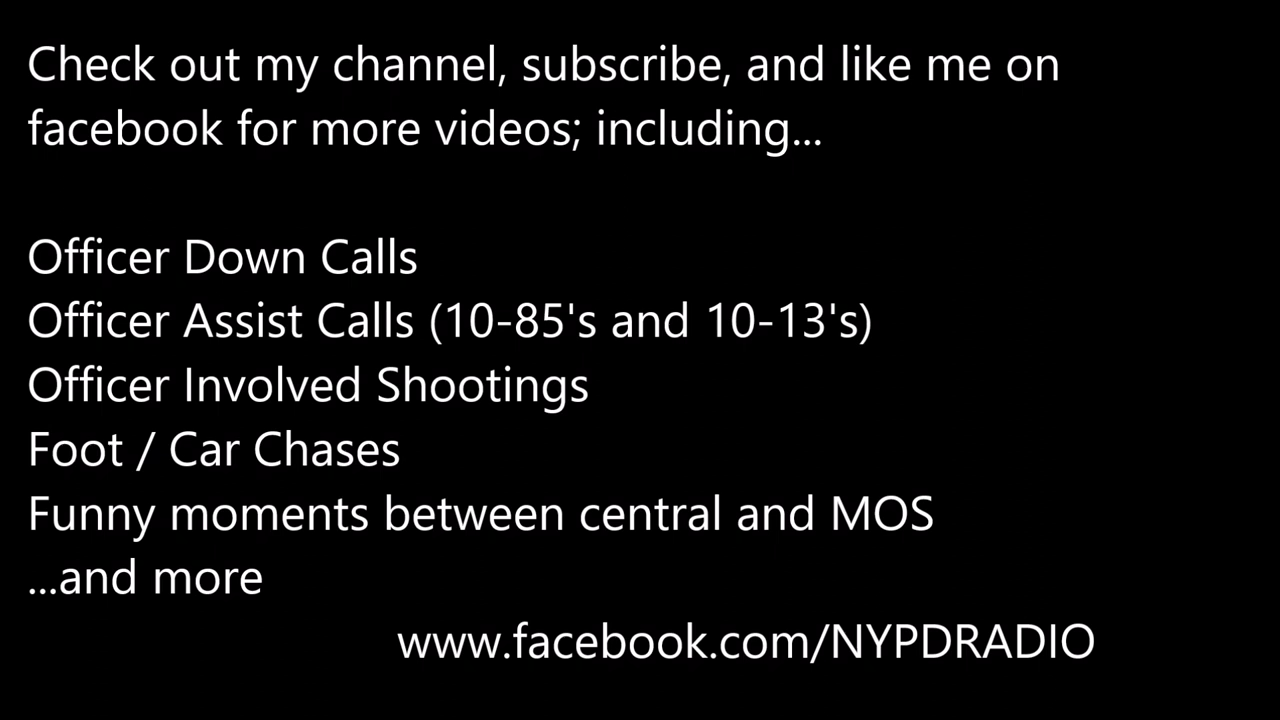 Check out my channel, subscribe, and like me on
facebook for more videos; including...
Officer Down Calls
Officer Assist Calls (10-85's and 10-13's)
Officer Involved Shootings
Foot / Car Chases
Funny moments between central and MOS
...and more
www.facebook.com/NYPDRADIO